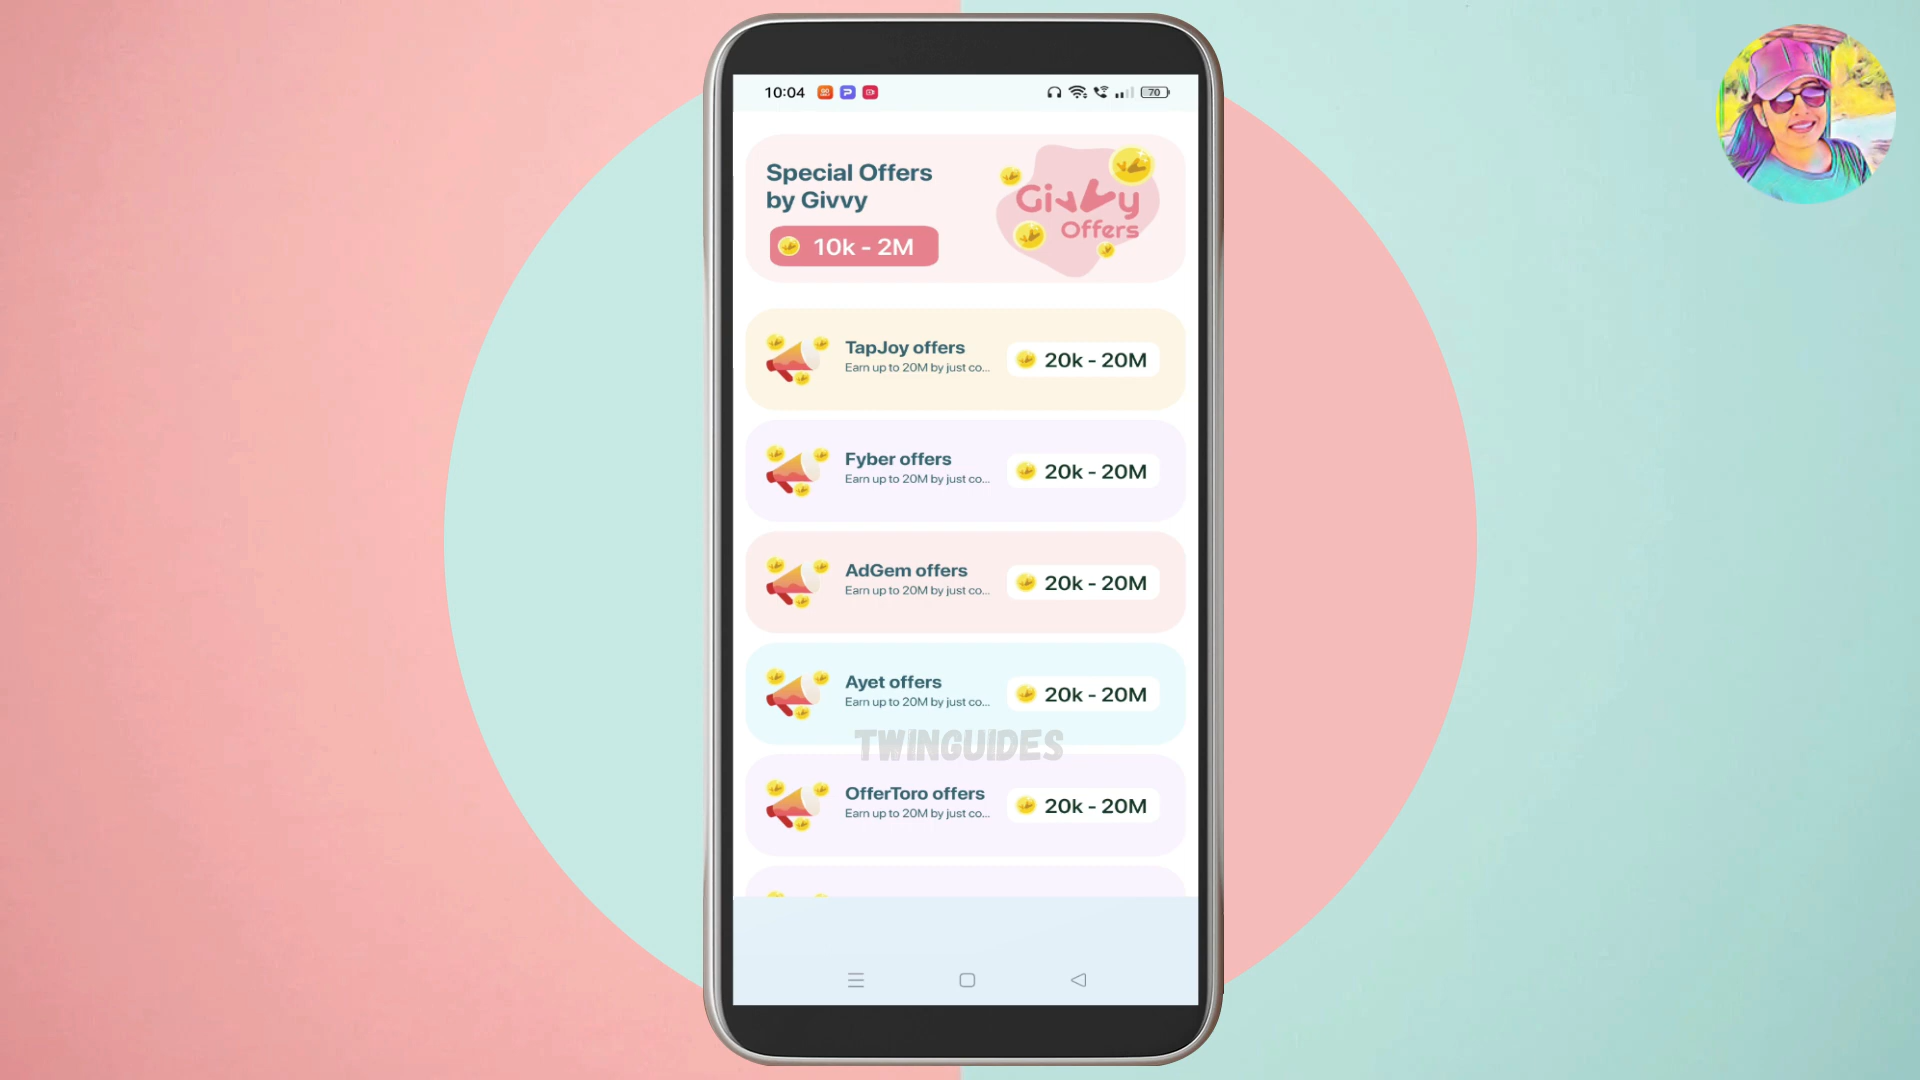 10:04
70
Special Offers
by Givvy
10k - 2M
Givvy
Offers
TapJoy offers
Earn up to 20M by just co...
20k - 20M
Fyber offers
Earn up to 20M by just co...
20k - 20M
AdGem offers
Earn up to 20M by just co...
20k - 20M
Ayet offers
Earn up to 20M by just co...
20k - 20M
TWINGUIDES
OfferToro offers
Earn up to 20M by just co...
20k - 20M